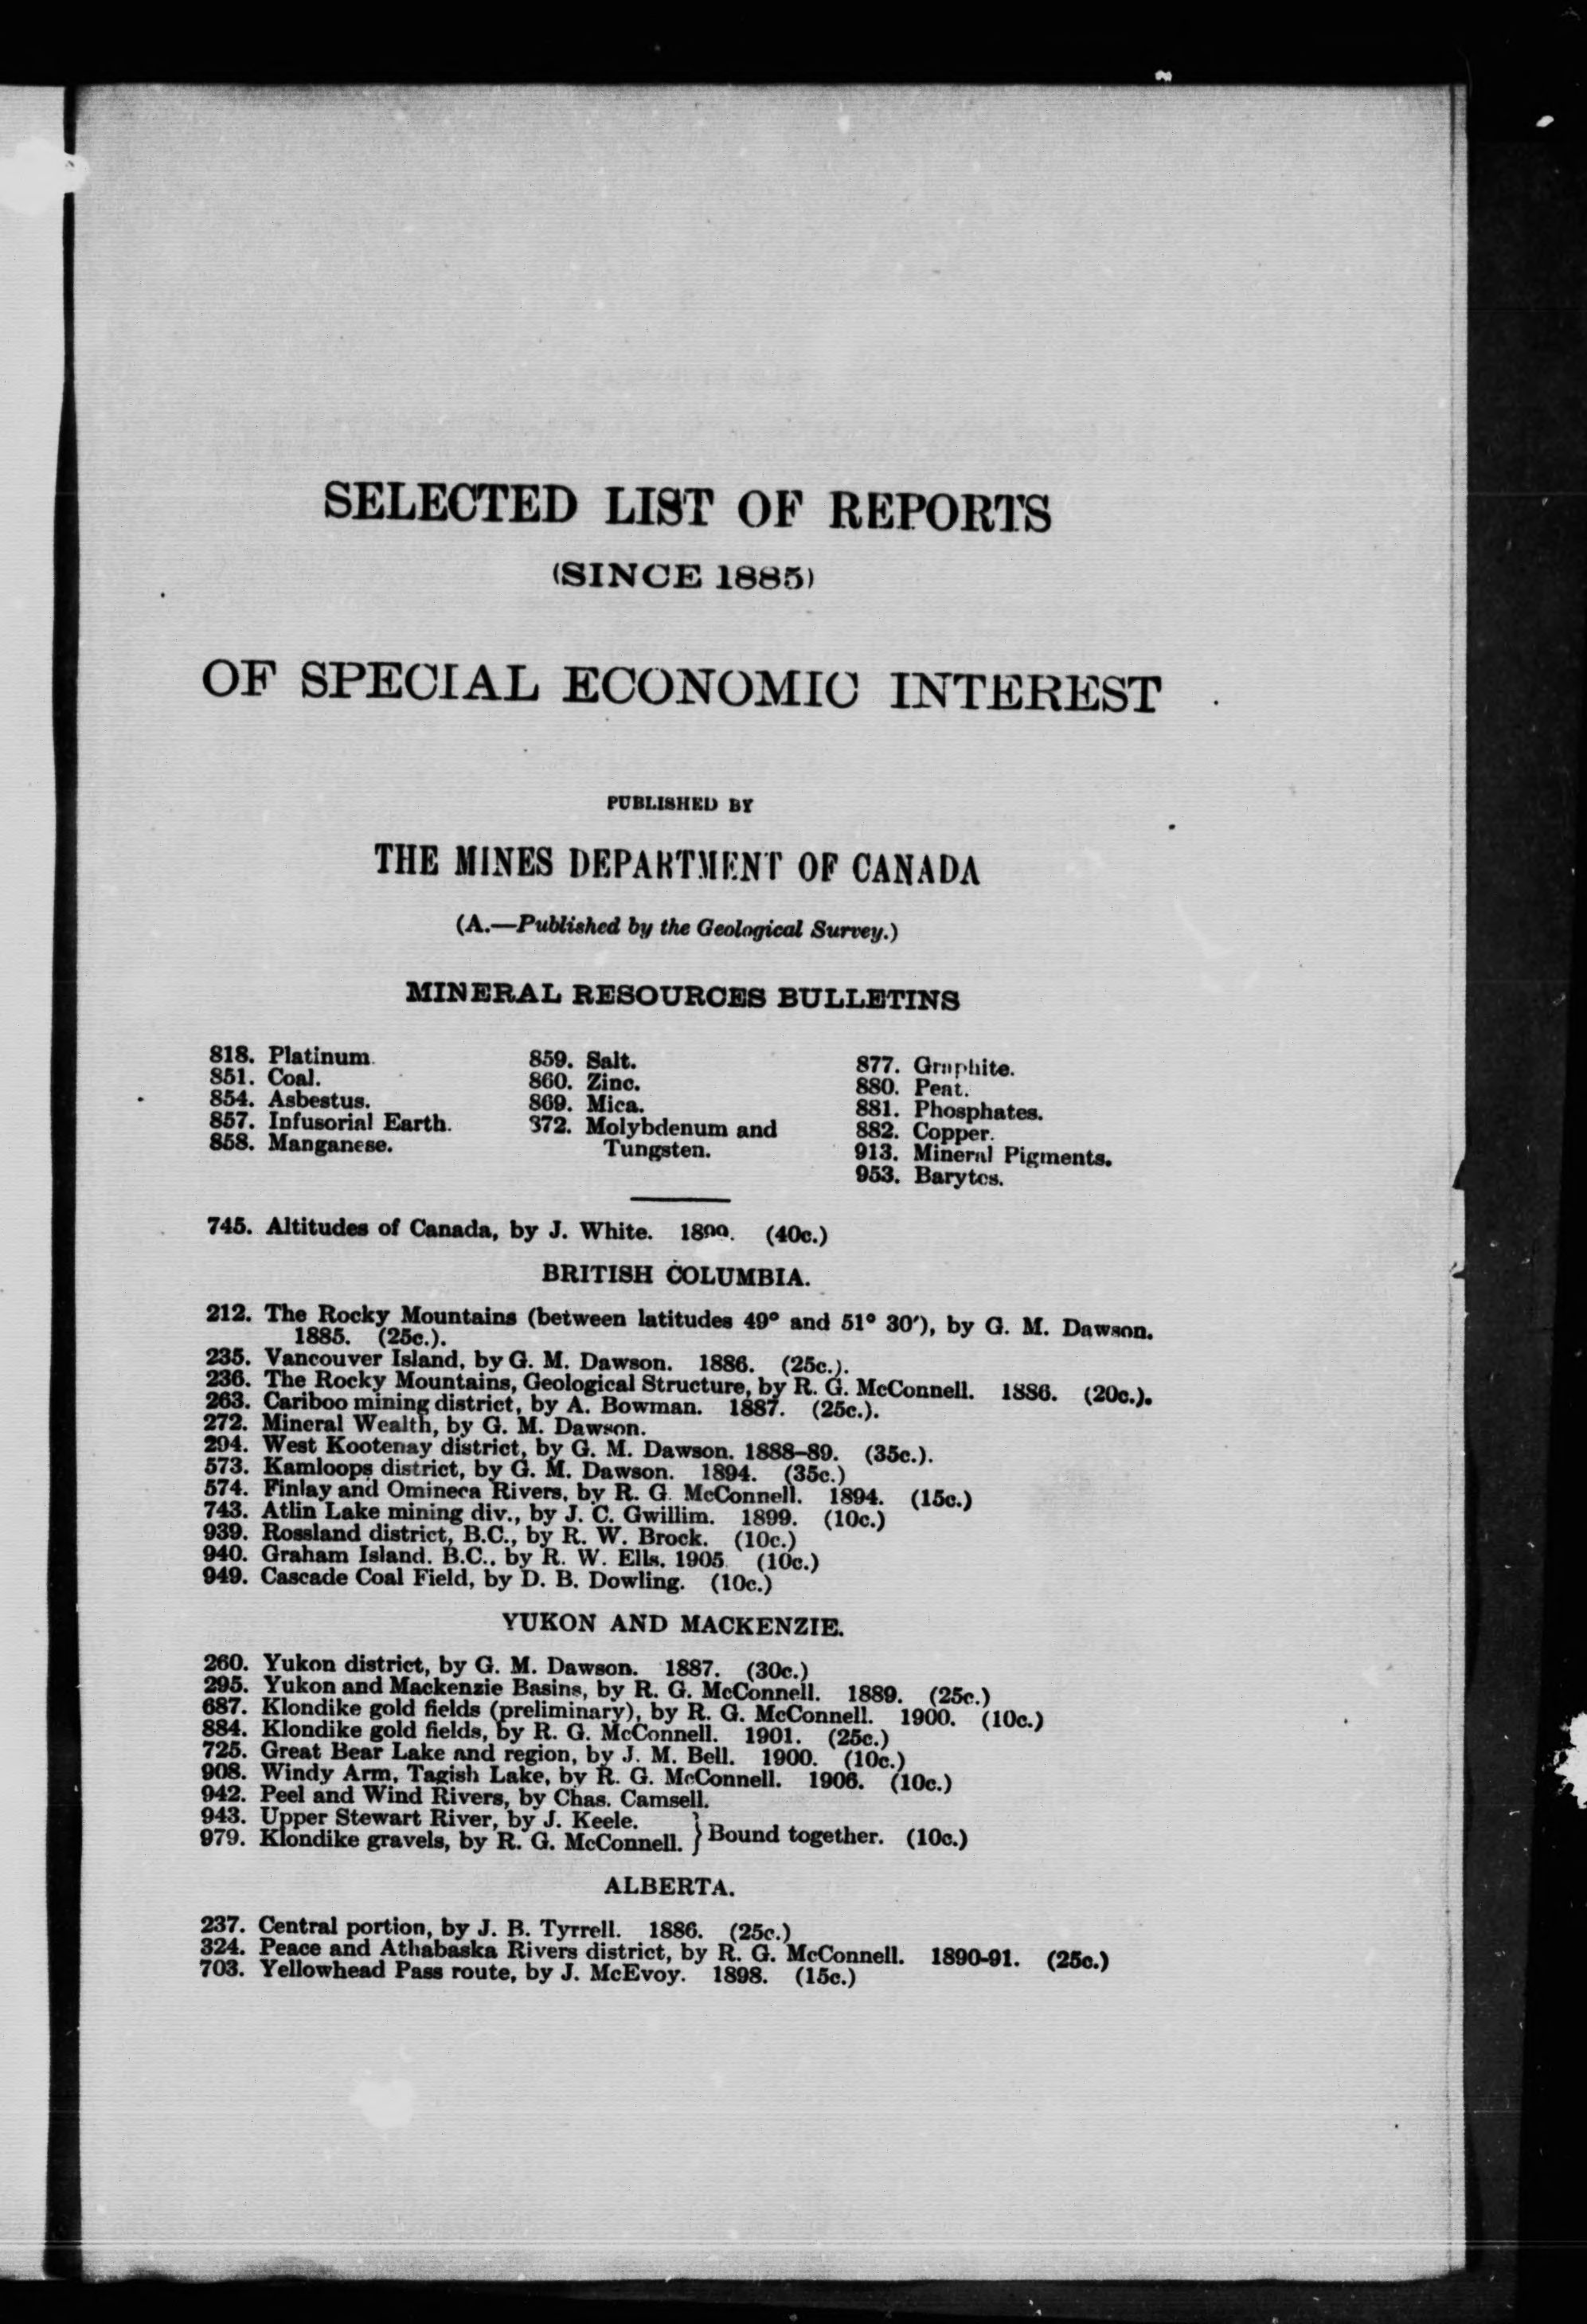 SELECTED LIST OF REPORTS
(SINCE 1885)
OF SPECIAL ECONOMIC INTEREST
PUBLISHED BY
THE MINES DEPARTMENT OF CANADA
(A.—Published by the Geological Survey.)
MINERAL RESOURCES BULLETINS
818. Platinum.
851. Coal.
854. Asbestus.
857. Infusorial Earth.
858. Manganese.
859. Salt.
860. Zinc.
869. Mica.
872. Molybdenum and
Tungsten.
877. Graphite.
880. Peat.
881. Phosphates.
882. Copper.
913. Mineral Pigments.
953. Barytes.
745. Altitudes of Canada, by J. White. 1899. (40c.)
BRITISH COLUMBIA.
212. The Rocky Mountains (between latitudes 49° and 51° 30′), by G. M. Dawson.
1885. (25c.).
235. Vancouver Island, by G. M. Dawson. 1886. (25c.).
236. The Rocky Mountains, Geological Structure, by R. G. McConnell. 1886. (20c.).
263. Cariboo mining district, by A. Bowman. 1887. (25c.).
272. Mineral Wealth, by G. M. Dawson.
294. West Kootenay district, by G. M. Dawson. 1888–89. (35c.).
573. Kamloops district, by G. M. Dawson. 1894. (35c.)
574. Finlay and Omineca Rivers, by R. G. McConnell. 1894. (15c.)
743. Atlin Lake mining div., by J. C. Gwillim. 1899. (10c.)
939. Rossland district, B.C., by R. W. Brock. (10c.)
940. Graham Island. B.C., by R. W. Ells. 1905. (10c.)
949. Cascade Coal Field, by D. B. Dowling. (10c.)
YUKON AND MACKENZIE.
260. Yukon district, by G. M. Dawson. 1887. (30c.)
295. Yukon and Mackenzie Basins, by R. G. McConnell. 1889. (25c.)
687. Klondike gold fields (preliminary), by R. G. McConnell. 1900. (10c.)
884. Klondike gold fields, by R. G. McConnell. 1901. (25c.)
725. Great Bear Lake and region, by J. M. Bell. 1900. (10c.)
908. Windy Arm, Tagish Lake, by R. G. McConnell. 1906. (10c.)
942. Peel and Wind Rivers, by Chas. Camsell.
943. Upper Stewart River, by J. Keele.
979. Klondike gravels, by R. G. McConnell. } Bound together. (10c.)
ALBERTA.
237. Central portion, by J. B. Tyrrell. 1886. (25c.)
324. Peace and Athabaska Rivers district, by R. G. McConnell. 1890-91. (25c.)
703. Yellowhead Pass route, by J. McEvoy. 1898. (15c.)